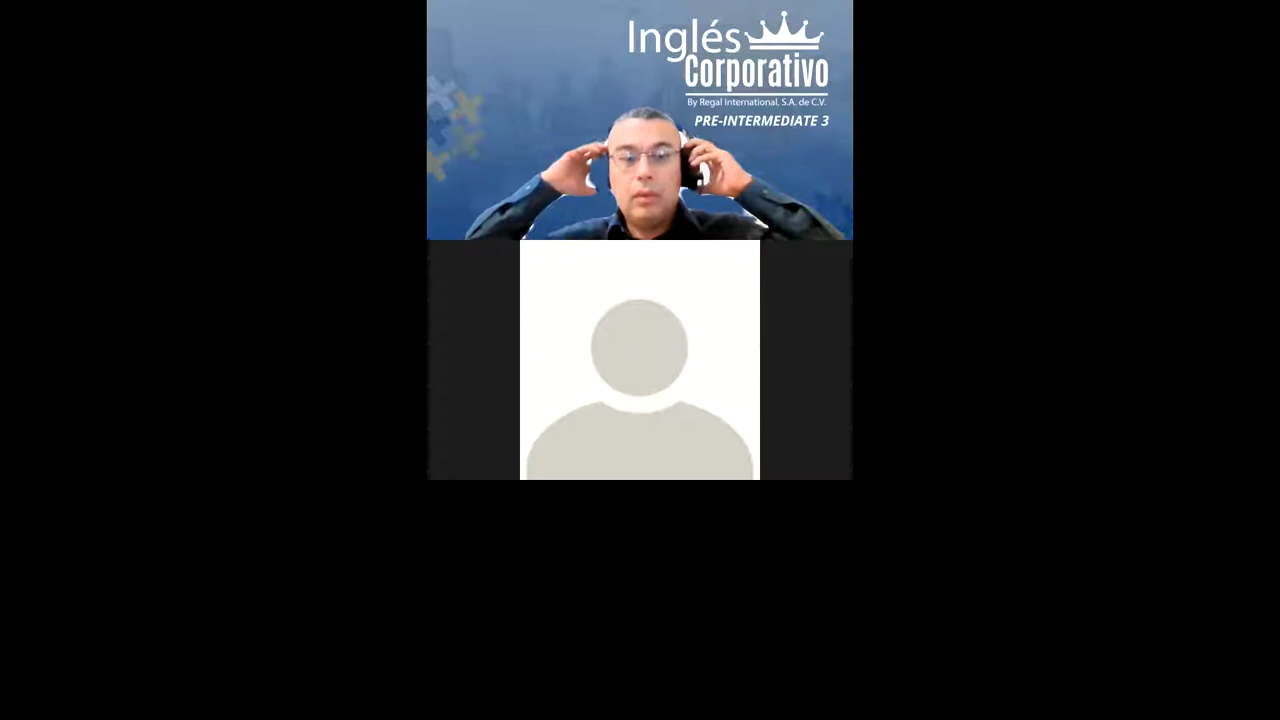 Inglés
Corporativo
By Regal International, S.A. de C.V.
PRE-INTERMEDIATE 3